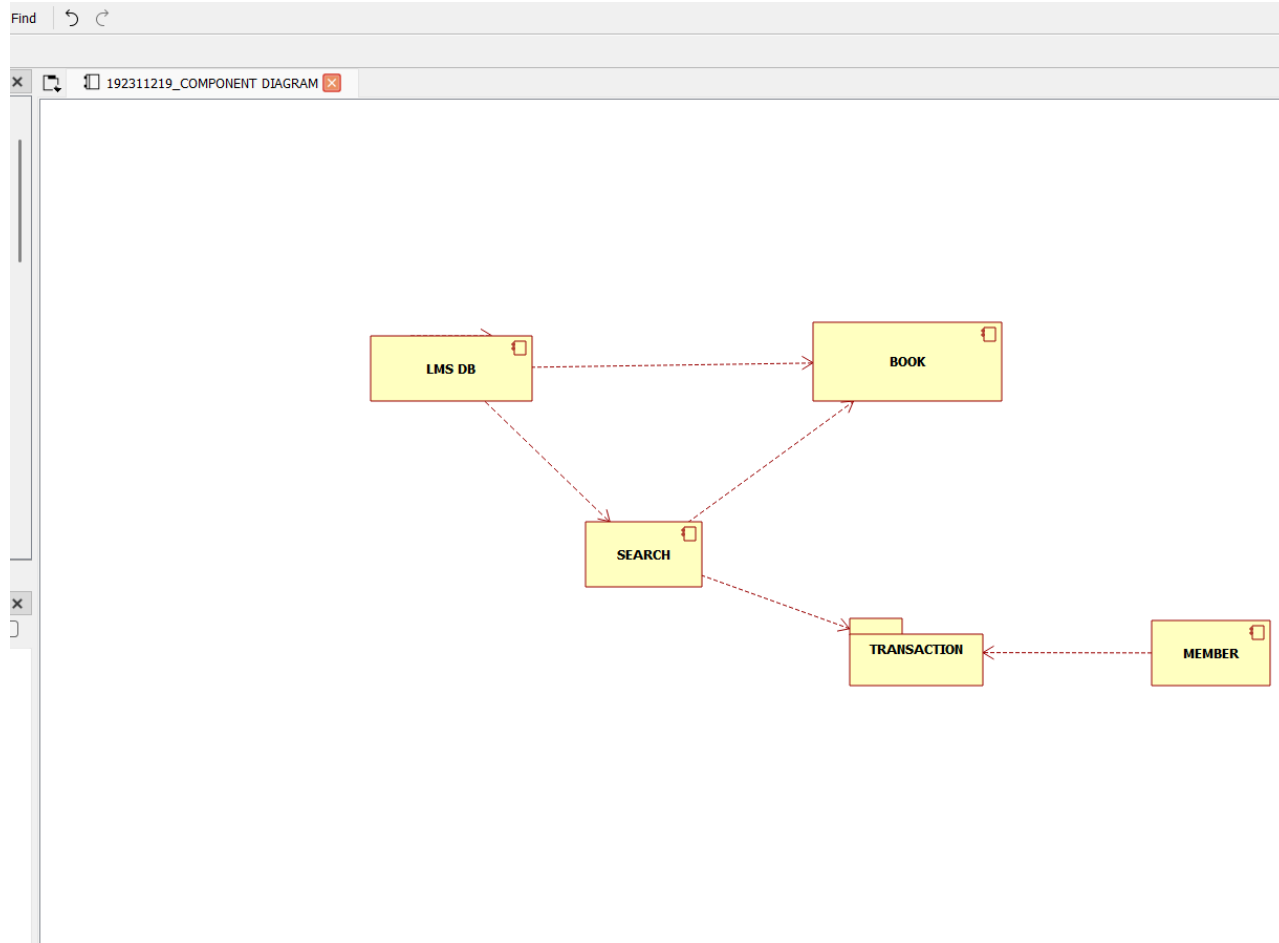 Find
192311219_COMPONENT DIAGRAM
LMS DB
BOOK
SEARCH
TRANSACTION
MEMBER